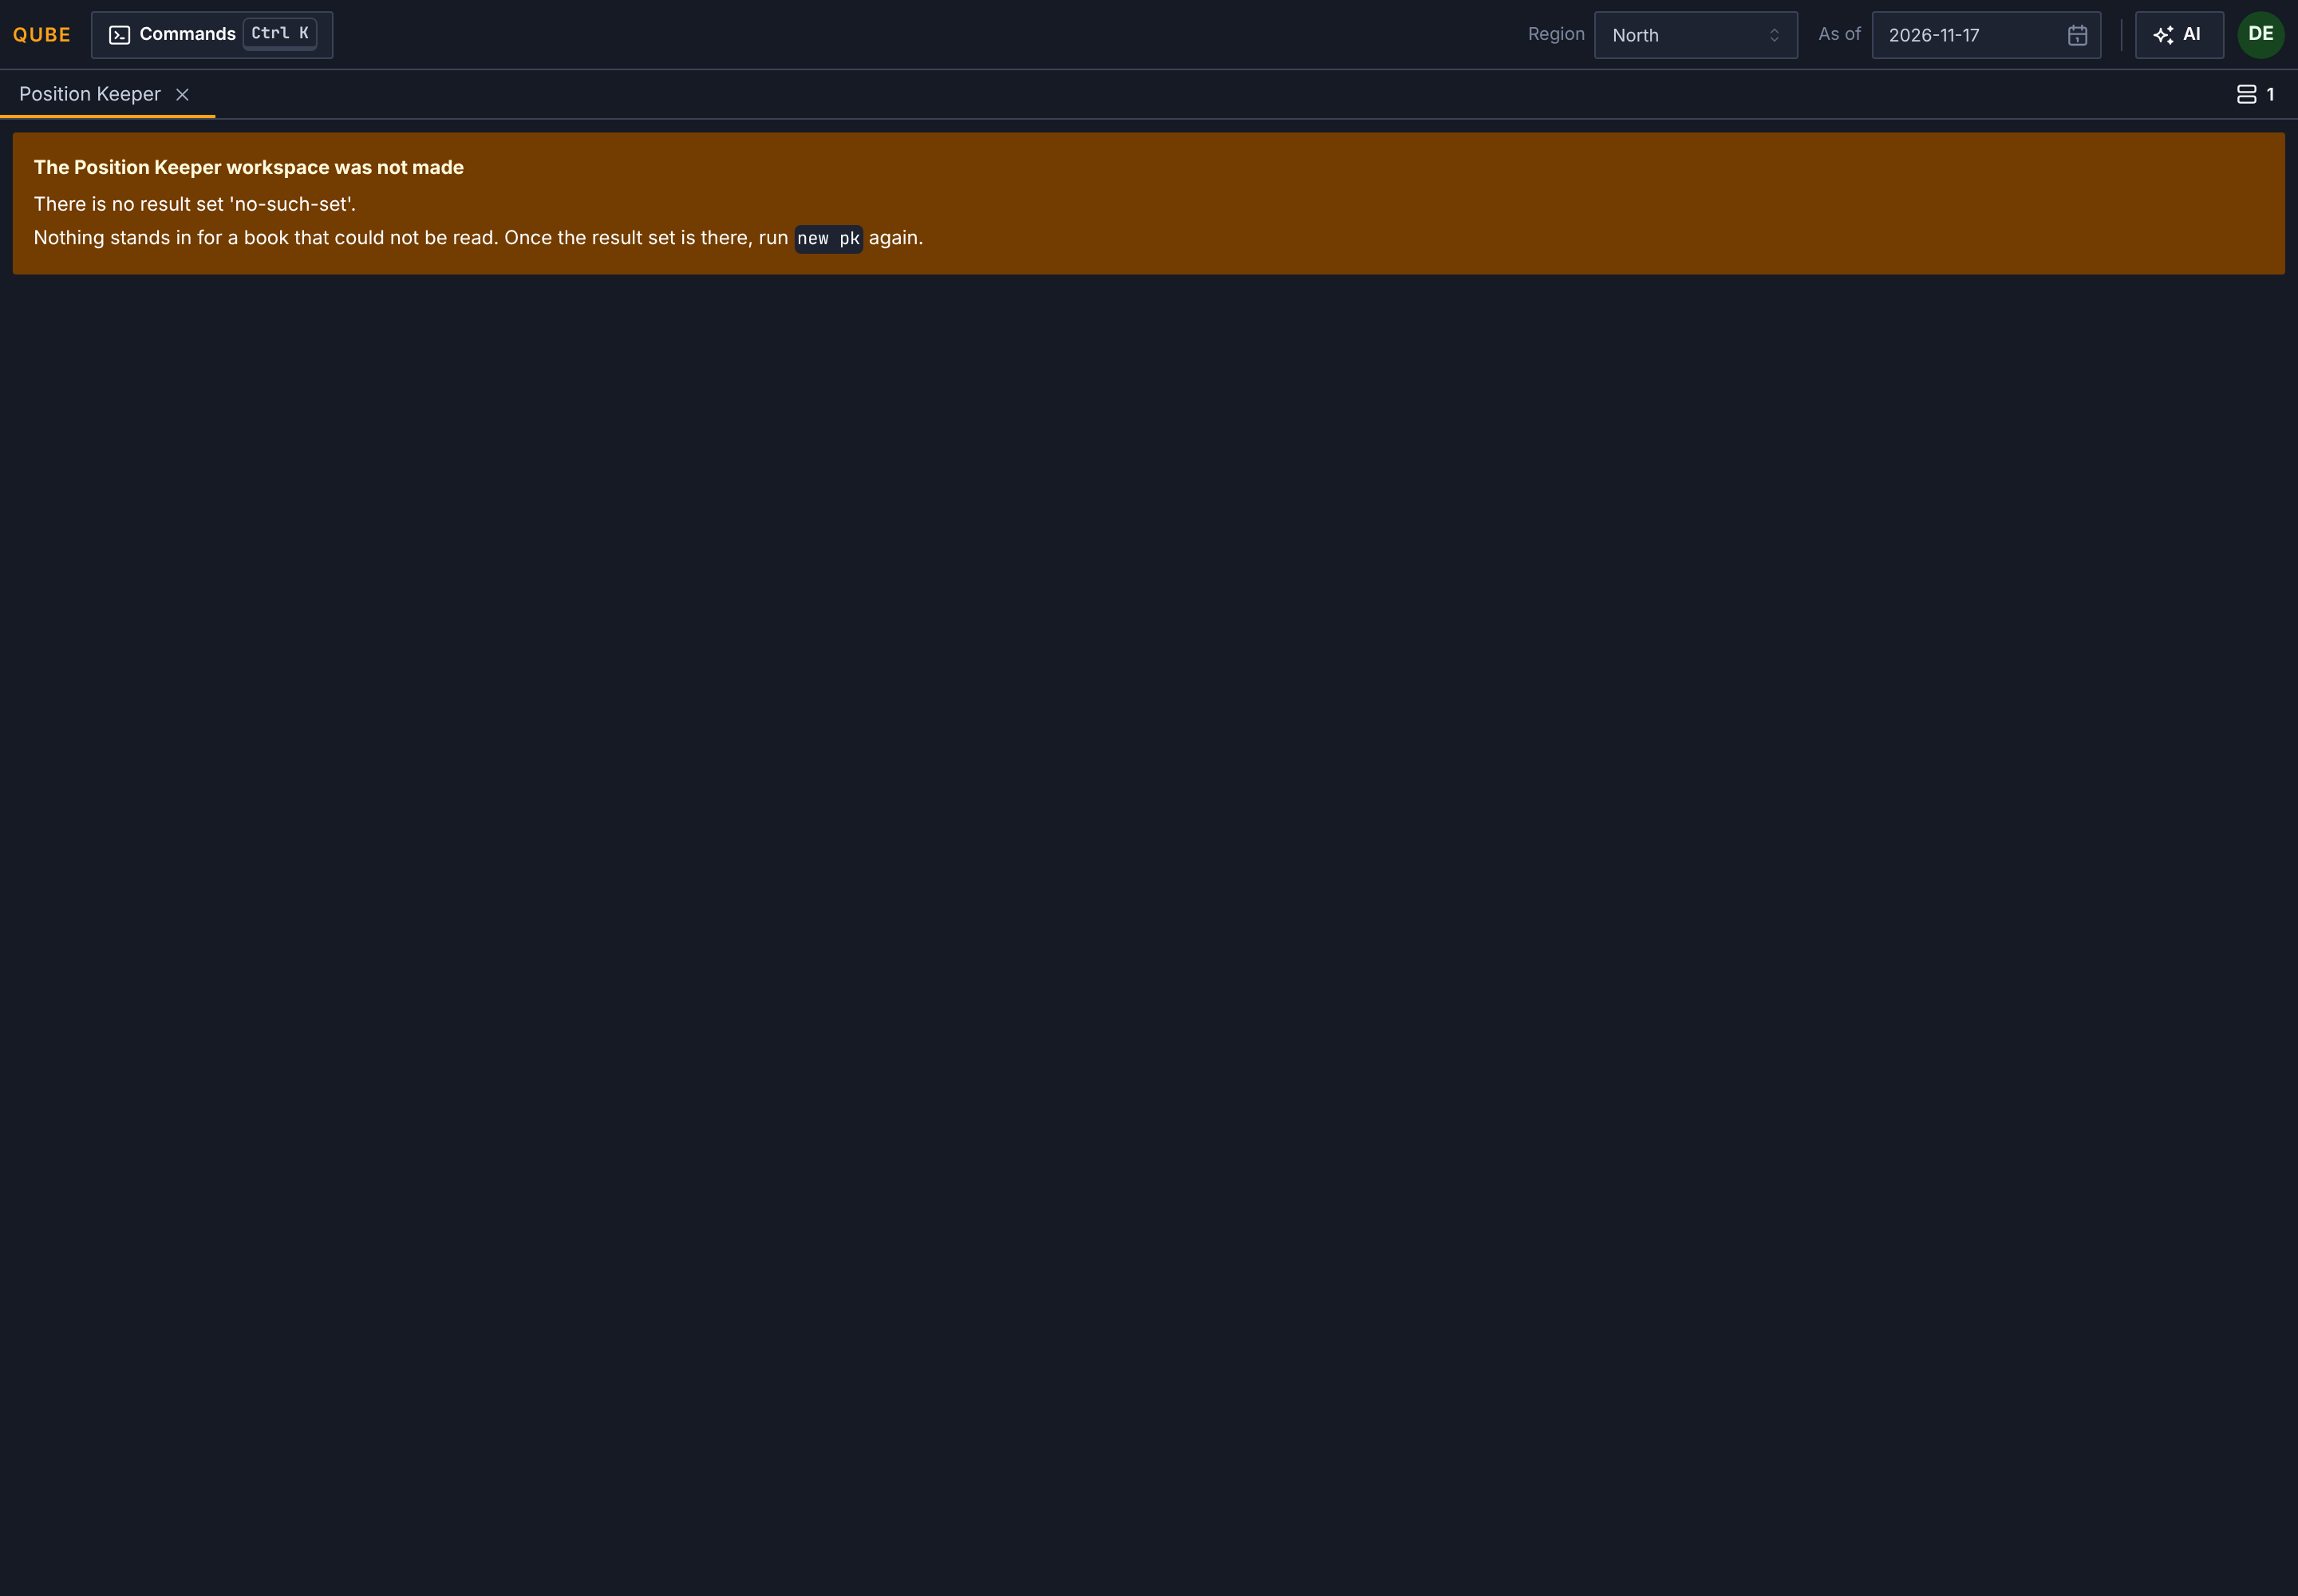 QUBE
Commands Ctrl K
Region North As of 2026-11-17 AI DE
Position Keeper 1
The Position Keeper workspace was not made
There is no result set 'no-such-set'.
Nothing stands in for a book that could not be read. Once the result set is there, run new pk again.